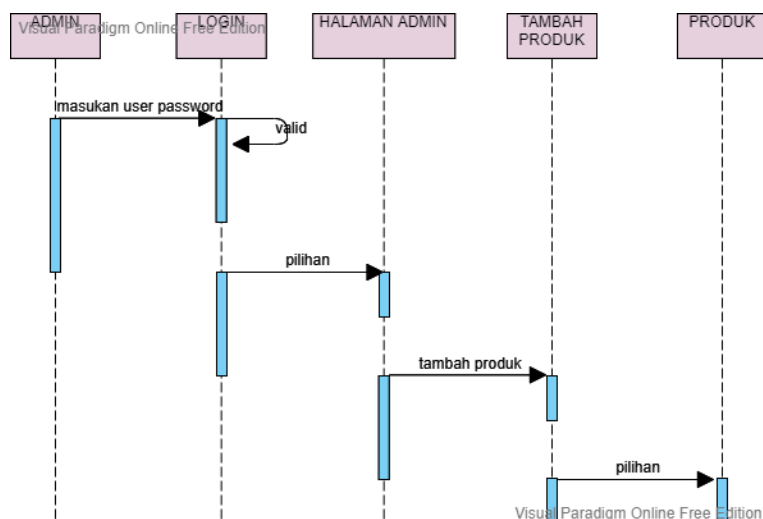 ADMIN
LOGIN
HALAMAN ADMIN
TAMBAH
PRODUK
PRODUK
Visual Paradigm Online Free Edition
masukan user password
valid
pilihan
tambah produk
pilihan
Visual Paradigm Online Free Edition